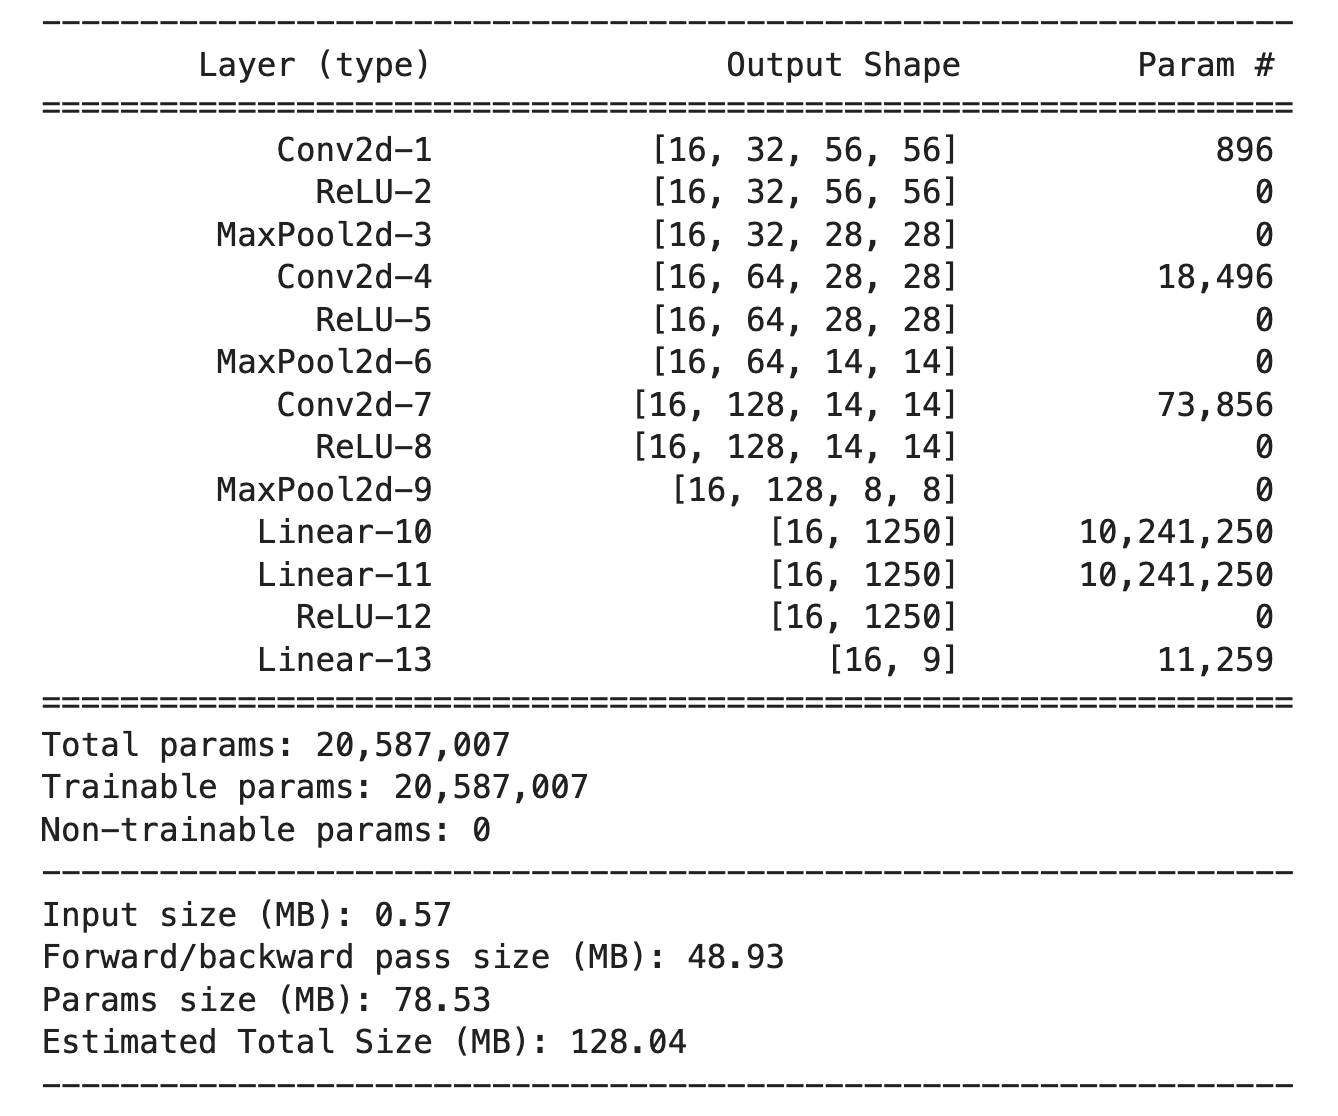 ----------------------------------------------------------------
Layer (type) Output Shape Param #
================================================================
Conv2d-1 [16, 32, 56, 56] 896
ReLU-2 [16, 32, 56, 56] 0
MaxPool2d-3 [16, 32, 28, 28] 0
Conv2d-4 [16, 64, 28, 28] 18,496
ReLU-5 [16, 64, 28, 28] 0
MaxPool2d-6 [16, 64, 14, 14] 0
Conv2d-7 [16, 128, 14, 14] 73,856
ReLU-8 [16, 128, 14, 14] 0
MaxPool2d-9 [16, 128, 8, 8] 0
Linear-10 [16, 1250] 10,241,250
Linear-11 [16, 1250] 10,241,250
ReLU-12 [16, 1250] 0
Linear-13 [16, 9] 11,259
================================================================
Total params: 20,587,007
Trainable params: 20,587,007
Non-trainable params: 0
----------------------------------------------------------------
Input size (MB): 0.57
Forward/backward pass size (MB): 48.93
Params size (MB): 78.53
Estimated Total Size (MB): 128.04
----------------------------------------------------------------